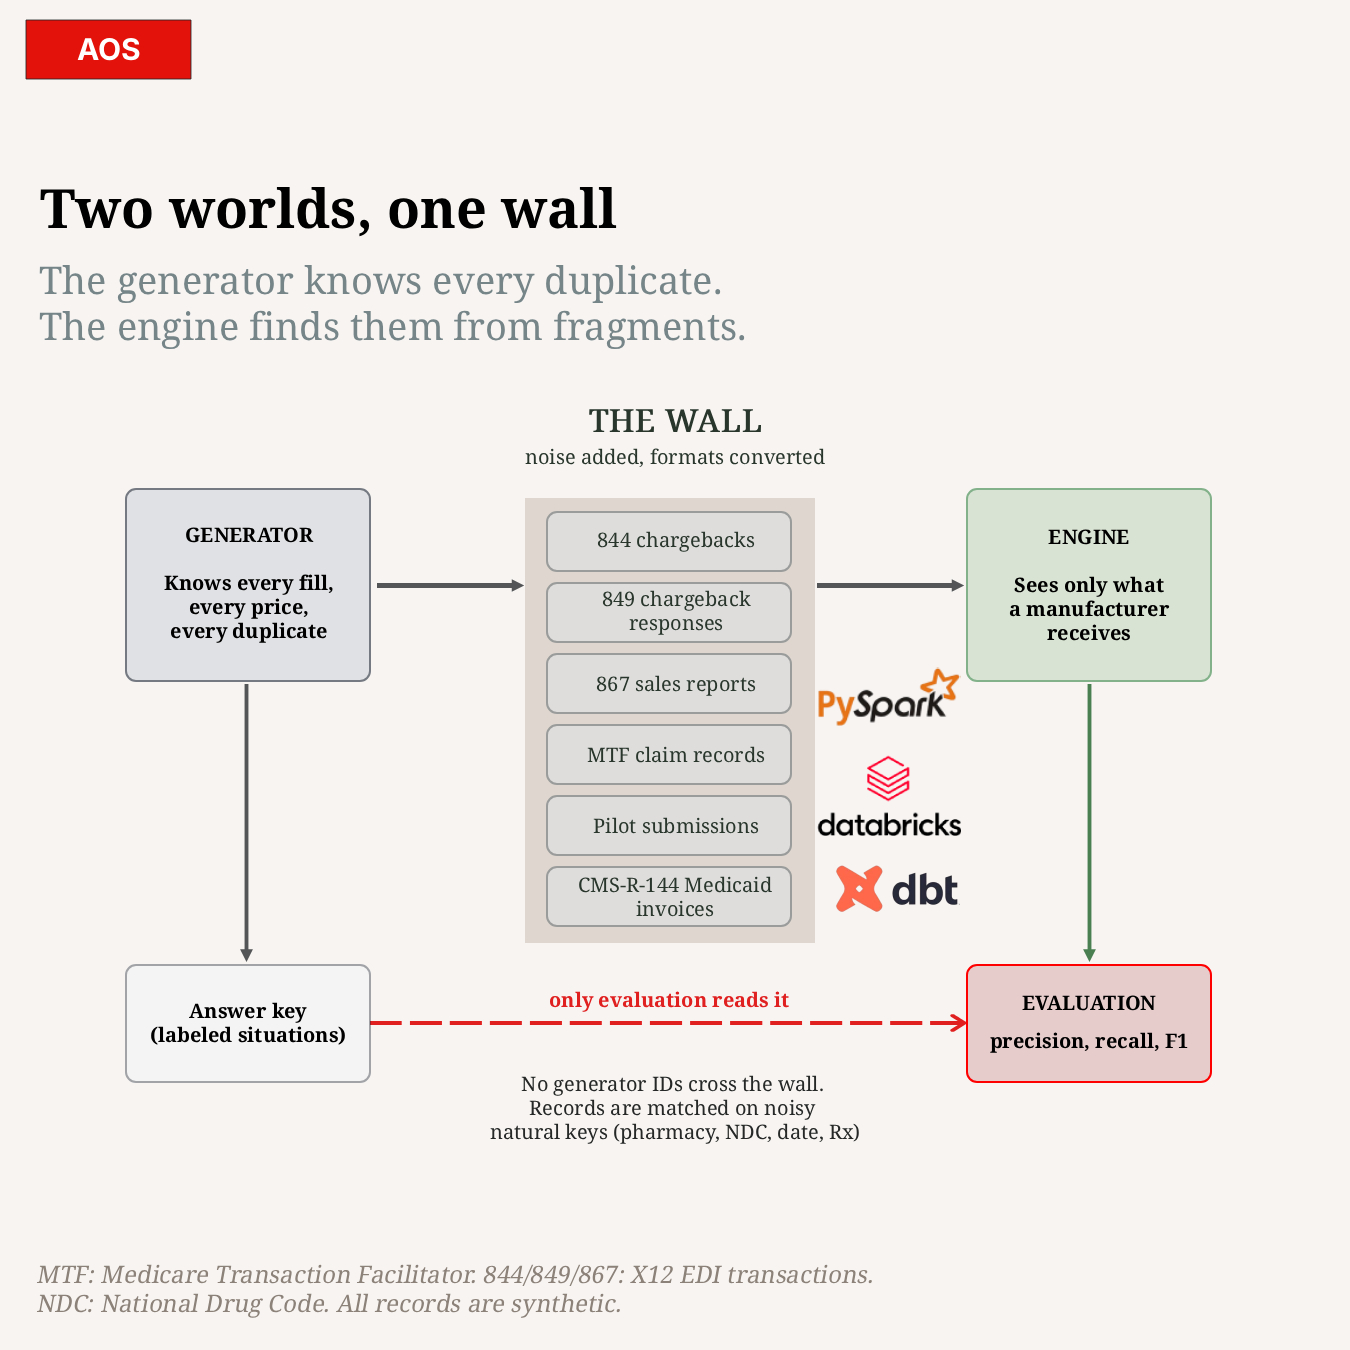 AOS
Two worlds, one wall
The generator knows every duplicate.
The engine finds them from fragments.
THE WALL
noise added, formats converted
GENERATOR
Knows every fill,
every price,
every duplicate
844 chargebacks
849 chargeback
responses
867 sales reports
MTF claim records
Pilot submissions
CMS-R-144 Medicaid
invoices
ENGINE
Sees only what
a manufacturer
receives
PySpark
databricks
dbt
Answer key
(labeled situations)
only evaluation reads it
EVALUATION
precision, recall, F1
No generator IDs cross the wall.
Records are matched on noisy
natural keys (pharmacy, NDC, date, Rx)
MTF: Medicare Transaction Facilitator. 844/849/867: X12 EDI transactions.
NDC: National Drug Code. All records are synthetic.